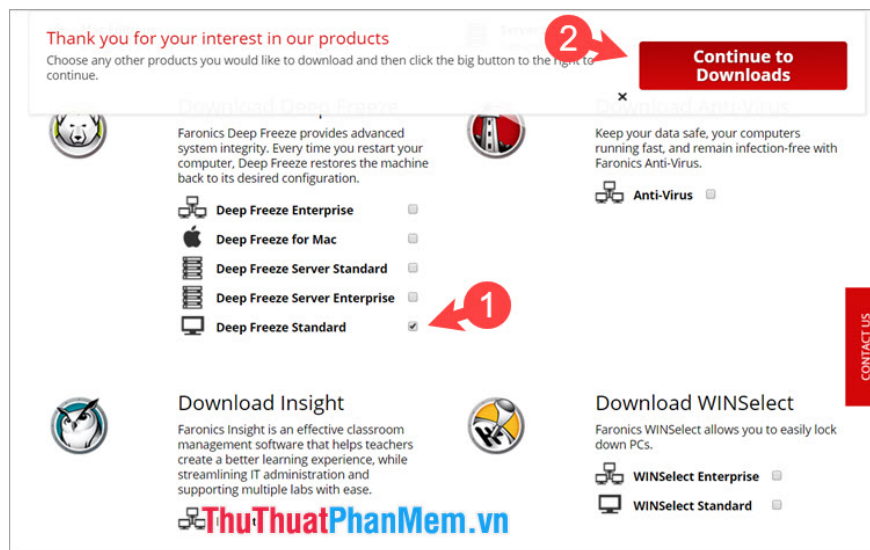 Thank you for your interest in our products
Choose any other products you would like to download and then click the big button to the right to
continue.
2
Continue to
Downloads
×
Download Deep Freeze
Faronics Deep Freeze provides advanced
system integrity. Every time you restart your
computer, Deep Freeze restores the machine
back to its desired configuration.
Deep Freeze Enterprise
Deep Freeze for Mac
Deep Freeze Server Standard
Deep Freeze Server Enterprise
Deep Freeze Standard
1
Download Anti-Virus
Keep your data safe, your computers
running fast, and remain infection-free with
Faronics Anti-Virus.
Anti-Virus
CONTACT US
Download Insight
Faronics Insight is an effective classroom
management software that helps teachers
create a better learning experience, while
streamlining IT administration and
supporting multiple labs with ease.
Download WINSelect
Faronics WINSelect allows you to easily lock
down PCs.
WINSelect Enterprise
WINSelect Standard
ThuThuatPhanMem.vn